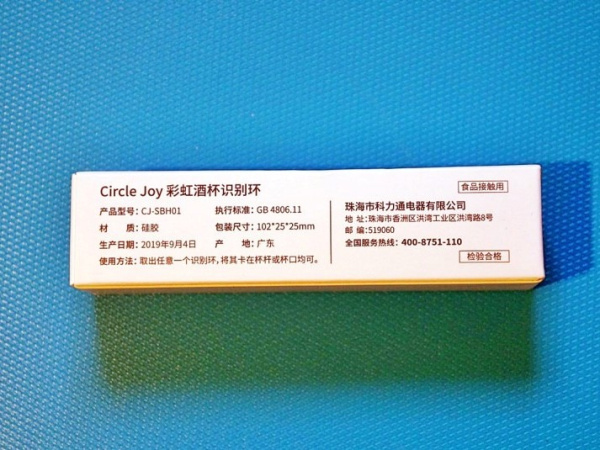 Circle Joy 彩虹酒杯识别环
产品型号：CJ-SBH01 执行标准：GB 4806.11
材 质：硅胶 包装尺寸：102*25*25mm
生产日期：2019年9月4日 产 地：广东
使用方法：取出任意一个识别环，将其卡在杯杆或杯口均可。
食品接触用
珠海市科力通电器有限公司
地 址：珠海市香洲区洪湾工业区洪湾路8号
邮 编：519060
全国服务热线：400-8751-110
检验合格